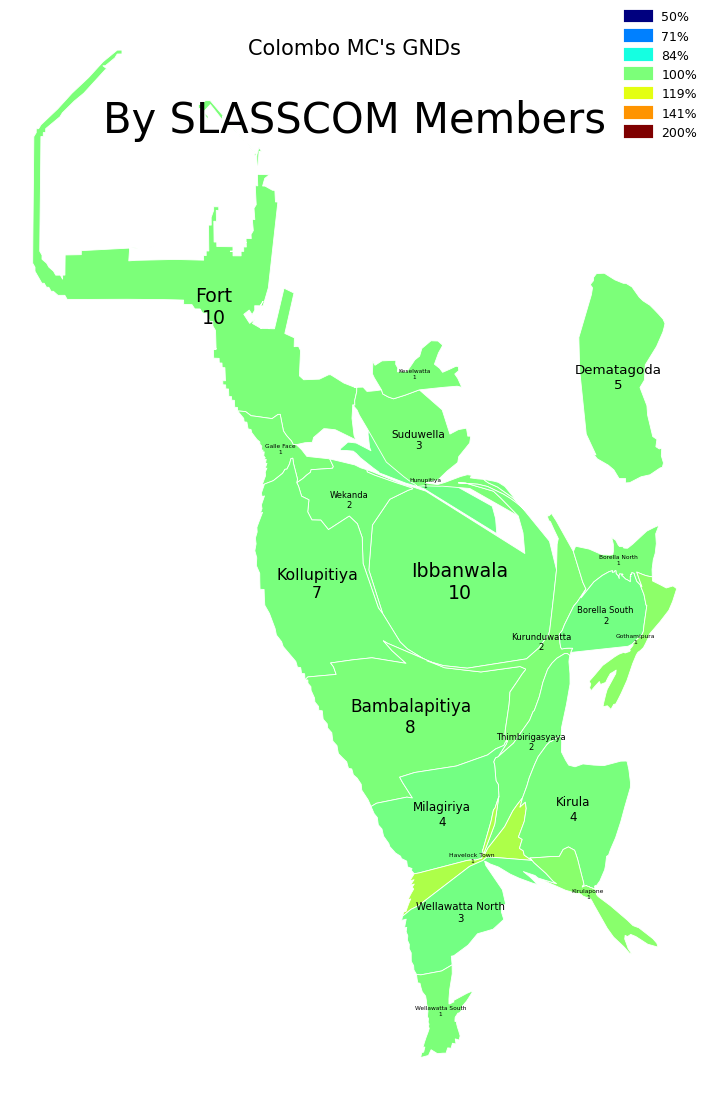 Colombo MC's GNDs
By SLASSCOM Members
50%
71%
84%
100%
119%
141%
200%
Fort
10
Keselwatta
1
Dematagoda
5
Suduwella
3
Galle Face
1
Hunupitiya
1
Wekanda
2
Kollupitiya
7
Ibbanwala
10
Borella North
1
Borella South
2
Gothamipura
1
Kurunduwatta
2
Bambalapitiya
8
Thimbirigasyaya
2
Milagiriya
4
Kirula
4
Havelock Town
1
Kirulapone
1
Wellawatta North
3
Wellawatta South
1